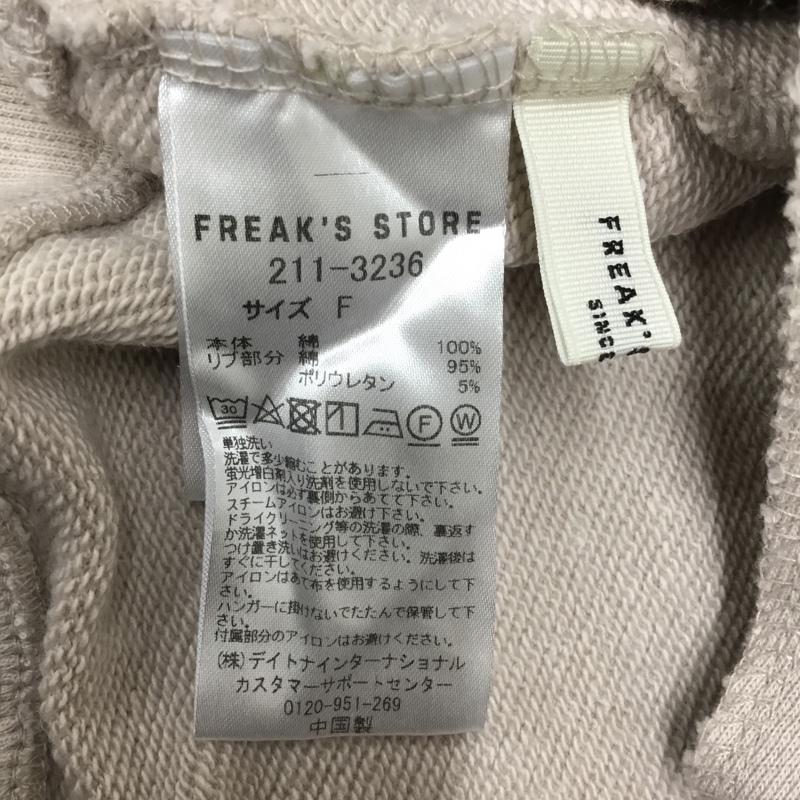 FREAK'S STORE
211-3236
サイズ F
本体 綿 100%
リブ部分 綿 95%
ポリウレタン 5%
30
F
W
単独洗い
洗濯で多少縮むことがあります。
蛍光増白剤入り洗剤を使用しないで下さい。
アイロンは必ず裏側からあてて下さい。
スチームアイロンはお避け下さい。
ドライクリーニング等の洗濯の際、裏返す
か洗濯ネットを使用して下さい。
つけ置き洗いはお避けください。洗濯後は
すぐに干してください。
アイロンはあて布を使用するようにして下
さい。
ハンガーに掛けないでたたんで保管して下
さい。
付属部分のアイロンはお避けください。
(株)デイトナインターナショナル
カスタマーサポートセンター
0120-951-269
中国製
FREAK'
SINCE